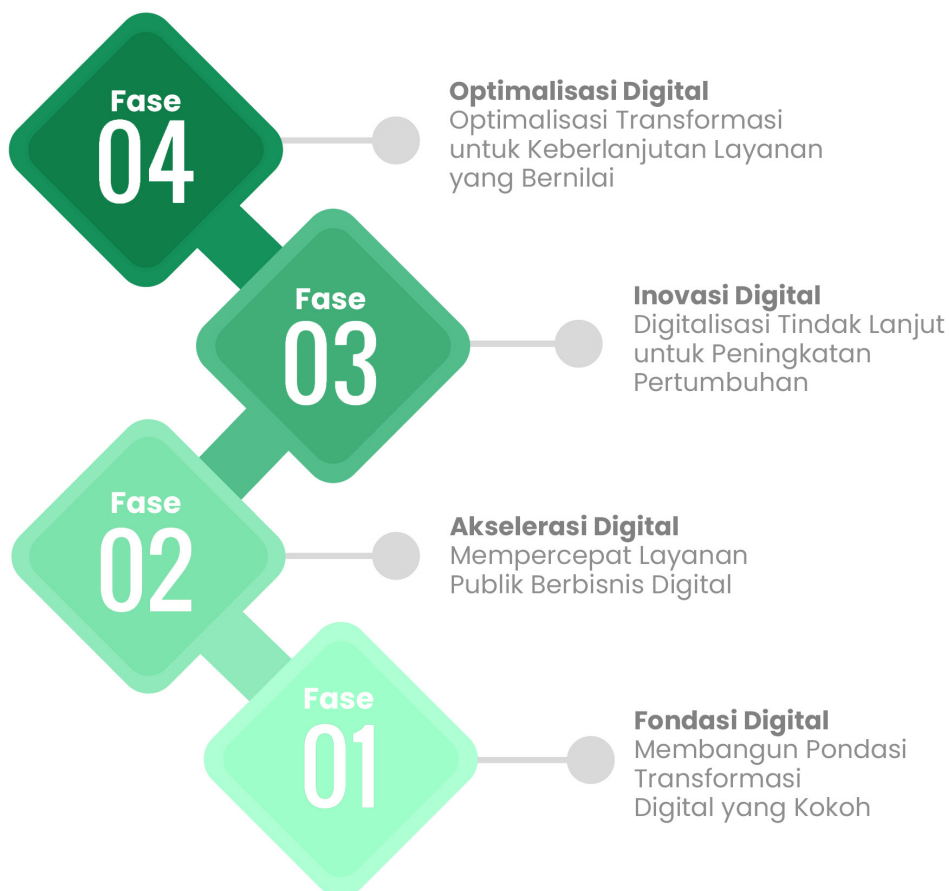 Fase
04
Optimalisasi Digital
Optimalisasi Transformasi
untuk Keberlanjutan Layanan
yang Bernilai
Fase
03
Inovasi Digital
Digitalisasi Tindak Lanjut
untuk Peningkatan
Pertumbuhan
Fase
02
Akselerasi Digital
Mempercepat Layanan
Publik Berbisnis Digital
Fase
01
Fondasi Digital
Membangun Pondasi
Transformasi
Digital yang Kokoh